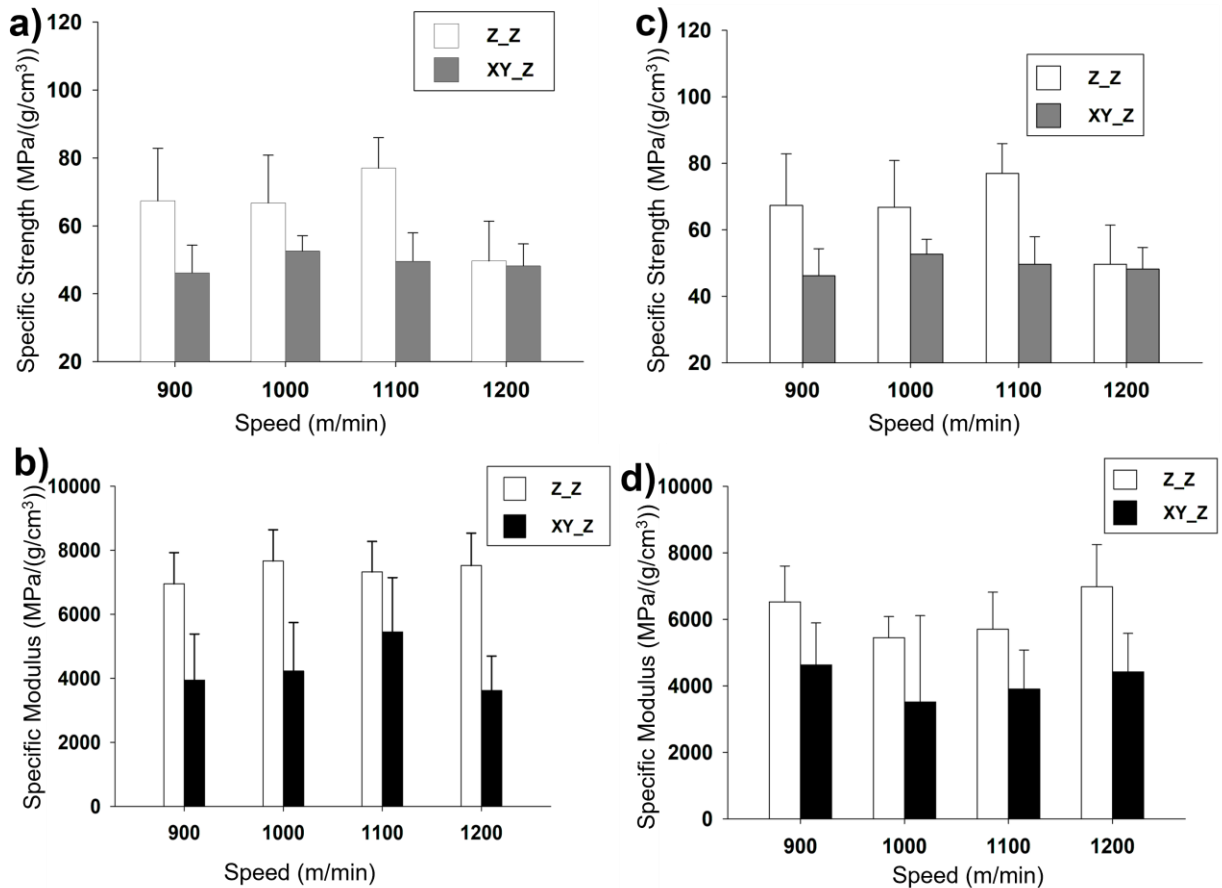 a)
120
100
80
60
40
20
Specific Strength (MPa/(g/cm³))
Z_Z
XY_Z
900 1000 1100 1200
Speed (m/min)
c)
120
100
80
60
40
20
Specific Strength (MPa/(g/cm³))
Z_Z
XY_Z
900 1000 1100 1200
Speed (m/min)
b)
10000
8000
6000
4000
2000
0
Specific Modulus (MPa/(g/cm³))
Z_Z
XY_Z
900 1000 1100 1200
Speed (m/min)
d)
10000
8000
6000
4000
2000
0
Specific Modulus (MPa/(g/cm³))
Z_Z
XY_Z
900 1000 1100 1200
Speed (m/min)